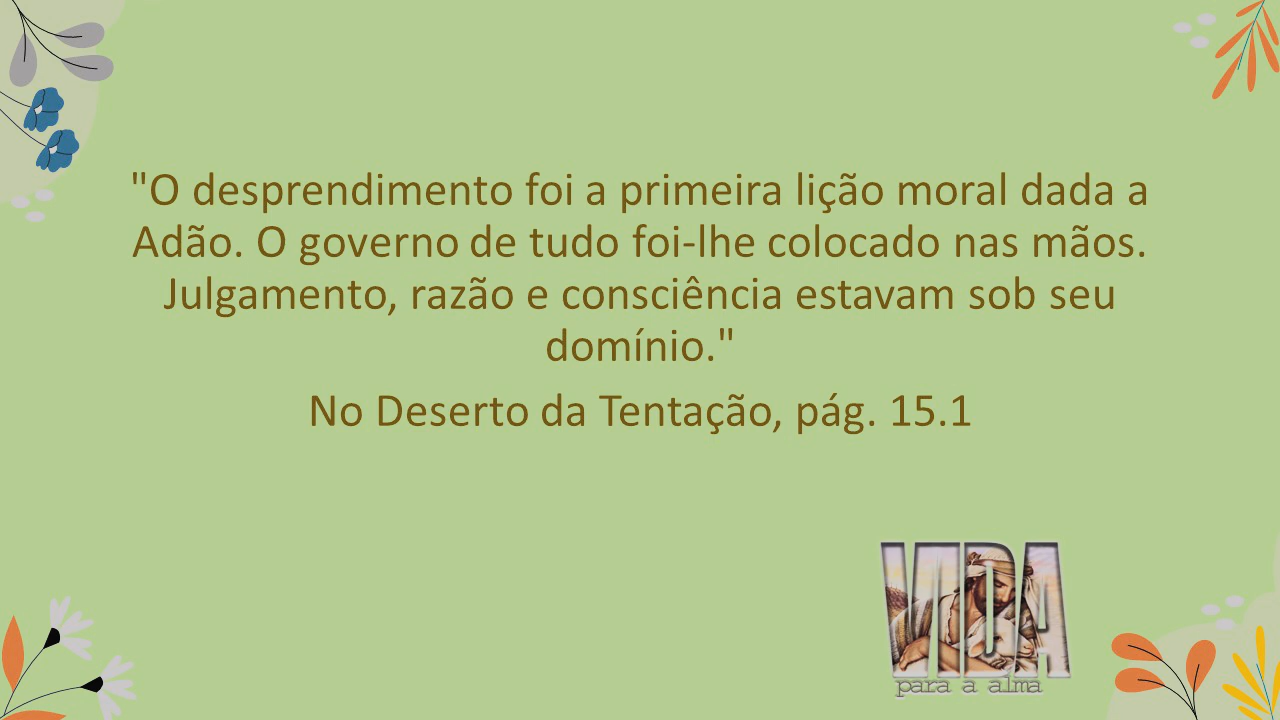 "O desprendimento foi a primeira lição moral dada a
Adão. O governo de tudo foi-lhe colocado nas mãos.
Julgamento, razão e consciência estavam sob seu
domínio."
No Deserto da Tentação, pág. 15.1
VIDA
para a alma